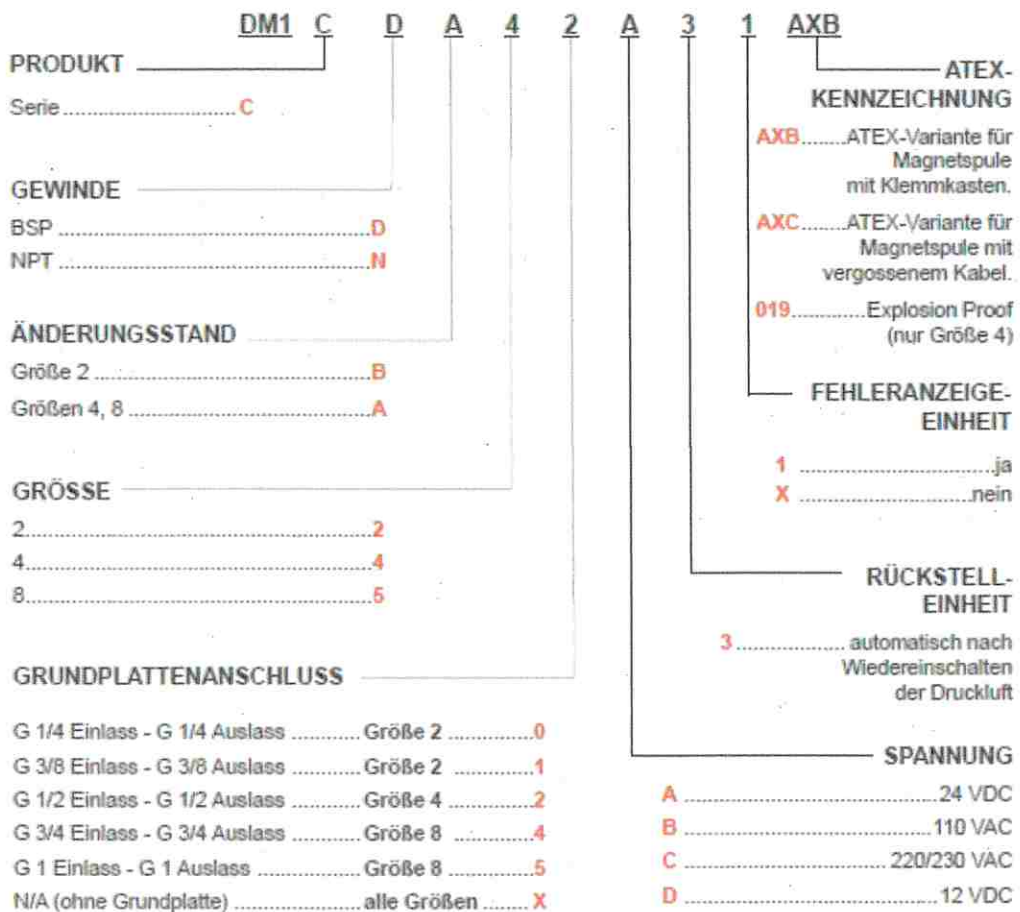 DM1 C D A 4 2 A 3 1 AXB
PRODUKT
Serie ........................ C
GEWINDE
BSP ........................ D
NPT ........................ N
ÄNDERUNGSSTAND
Größe 2 ........................ B
Größen 4, 8 ........................ A
GRÖSSE
2 ........................ 2
4 ........................ 4
8 ........................ 5
GRUNDPLATTENANSCHLUSS
G 1/4 Einlass - G 1/4 Auslass ............ Größe 2 ............ 0
G 3/8 Einlass - G 3/8 Auslass ............ Größe 2 ............ 1
G 1/2 Einlass - G 1/2 Auslass ............ Größe 4 ............ 2
G 3/4 Einlass - G 3/4 Auslass ............ Größe 8 ............ 4
G 1 Einlass - G 1 Auslass ............ Größe 8 ............ 5
N/A (ohne Grundplatte) ............ alle Größen ........ X
ATEX-
KENNZEICHNUNG
AXB ........ ATEX-Variante für
Magnetspule
mit Klemmkasten.
AXC ........ ATEX-Variante für
Magnetspule mit
vergossenem Kabel.
019 ............ Explosion Proof
(nur Größe 4)
FEHLERANZEIGE-
EINHEIT
1 ........................ ja
X ........................ nein
RÜCKSTELL-
EINHEIT
3 ............ automatisch nach
Wiedereinschalten
der Druckluft
SPANNUNG
A ........................ 24 VDC
B ........................ 110 VAC
C ........................ 220/230 VAC
D ........................ 12 VDC